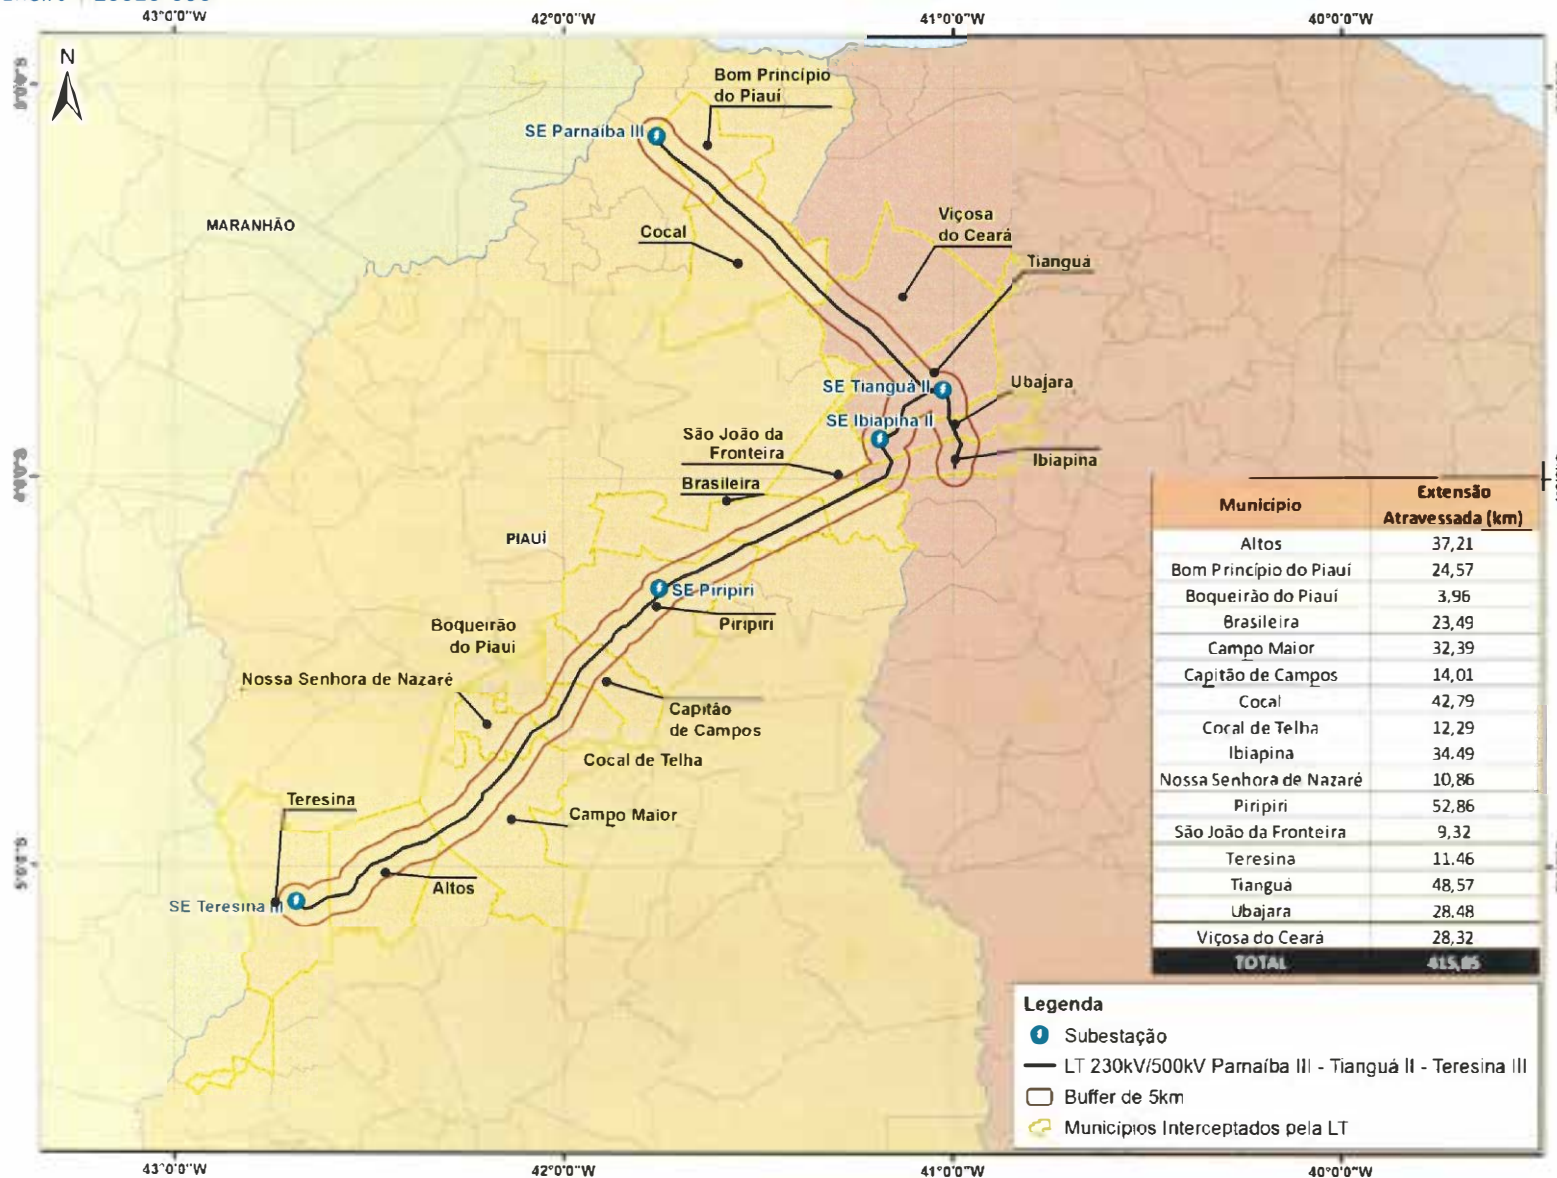 43°0'0"W 42°0'0"W 41°0'0"W 40°0'0"W
N
Bom Princípio
do Piauí
SE Parnaíba III
MARANHÃO
Viçosa
do Ceará
Cocal
Tianguá
SE Tianguá II
Ubajara
SE Ibiapina II
São João da
Fronteira
Ibiapina
Brasileira
PIAUÍ
SE Piripiri
Piripiri
Boqueirão
do Piaui
Nossa Senhora de Nazaré
Capitão
de Campos
Cocal de Telha
Teresina
Campo Maior
Altos
SE Teresina III
5°0'0"S
Município Extensão
Atravessada (km)
Altos 37,21
Bom Princípio do Piauí 24,57
Boqueirão do Piauí 3,96
Brasileira 23,49
Campo Maior 32,39
Capitão de Campos 14,01
Cocal 42,79
Cocal de Telha 12,29
Ibiapina 34.49
Nossa Senhora de Nazaré 10,86
Piripiri 52,86
São João da Fronteira 9,32
Teresina 11.46
Tianguá 48,57
Ubajara 28.48
Viçosa do Ceará 28,32
TOTAL
Legenda
Subestação
LT 230kV/500kV Parnaíba III - Tianguá II - Teresina III
Buffer de 5km
Municípios Interceptados pela LT
43°0'0"W 42°0'0"W 41°0'0"W 40°0'0"W